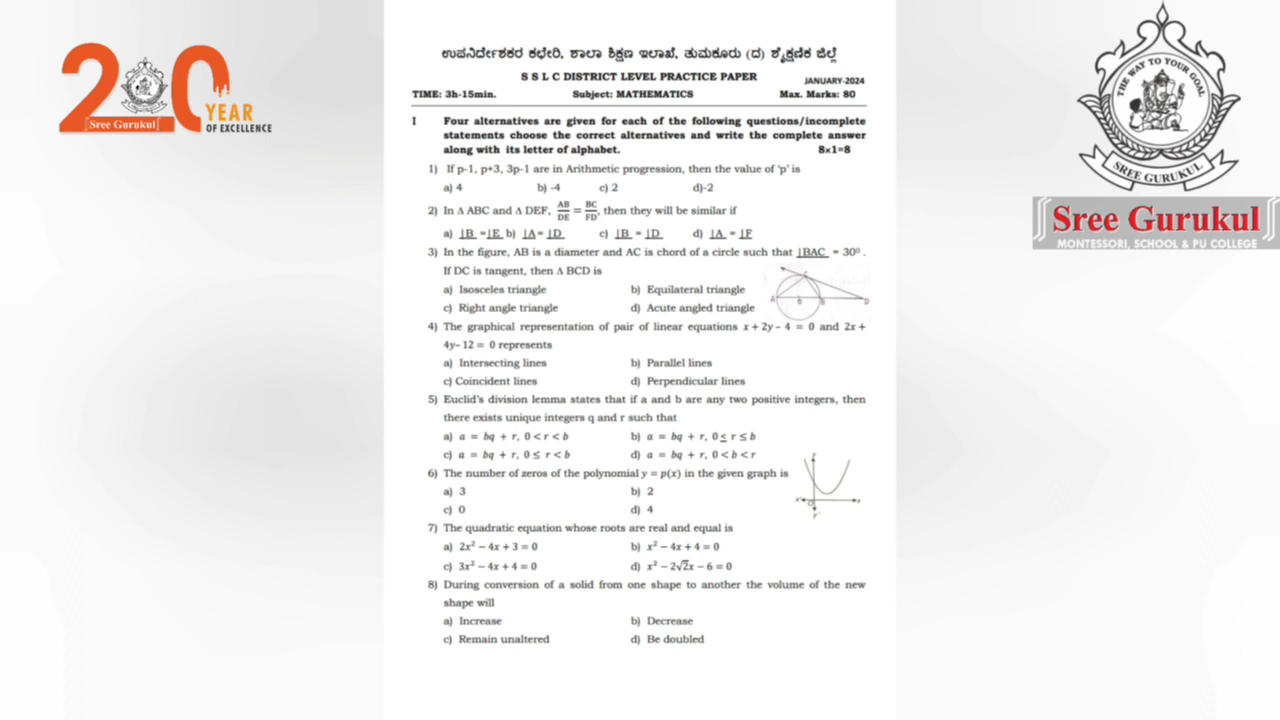 200
Sree Gurukul
YEAR
OF EXCELLENCE
THE WAY TO YOUR GOAL
SREE GURUKUL
Sree Gurukul
MONTESSORI, SCHOOL & PU COLLEGE
ಉಪನಿರ್ದೇಶಕರ ಕಛೇರಿ, ಶಾಲಾ ಶಿಕ್ಷಣ ಇಲಾಖೆ, ತುಮಕೂರು (ದ) ಶೈಕ್ಷಣಿಕ ಜಿಲ್ಲೆ
S S L C DISTRICT LEVEL PRACTICE PAPER JANUARY-2024
TIME: 3h-15min. Subject: MATHEMATICS Max. Marks: 80
I Four alternatives are given for each of the following questions/incomplete
statements choose the correct alternatives and write the complete answer
along with its letter of alphabet. 8×1=8
1) If p-1, p+3, 3p-1 are in Arithmetic progression, then the value of 'p' is
a) 4 b) -4 c) 2 d)-2
2) In Δ ABC and Δ DEF, AB/DE = BC/FD, then they will be similar if
a) ∠B =∠E b) ∠A= ∠D c) ∠B = ∠D d) ∠A = ∠F
3) In the figure, AB is a diameter and AC is chord of a circle such that ∠BAC = 30⁰.
If DC is tangent, then Δ BCD is
a) Isosceles triangle b) Equilateral triangle
c) Right angle triangle d) Acute angled triangle
A C B D
4) The graphical representation of pair of linear equations x + 2y – 4 = 0 and 2x +
4y– 12 = 0 represents
a) Intersecting lines b) Parallel lines
c) Coincident lines d) Perpendicular lines
5) Euclid's division lemma states that if a and b are any two positive integers, then
there exists unique integers q and r such that
a) a = bq + r, 0 < r < b b) a = bq + r, 0 ≤ r ≤ b
c) a = bq + r, 0 ≤ r < b d) a = bq + r, 0 < b < r
6) The number of zeros of the polynomial y = p(x) in the given graph is
a) 3 b) 2
c) 0 d) 4
7) The quadratic equation whose roots are real and equal is
a) 2x² – 4x + 3 = 0 b) x² – 4x + 4 = 0
c) 3x² – 4x + 4 = 0 d) x² – 2√2x – 6 = 0
8) During conversion of a solid from one shape to another the volume of the new
shape will
a) Increase b) Decrease
c) Remain unaltered d) Be doubled